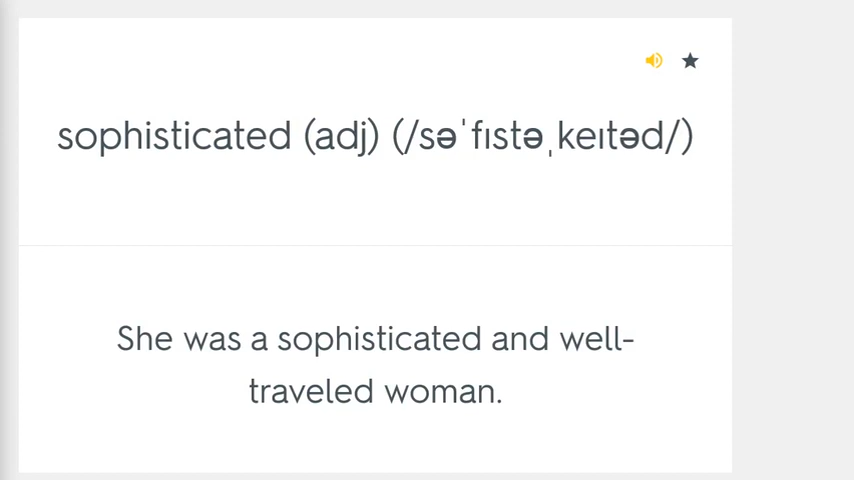 sophisticated (adj) (/səˈfɪstəˌkeɪtəd/)
She was a sophisticated and well-
traveled woman.